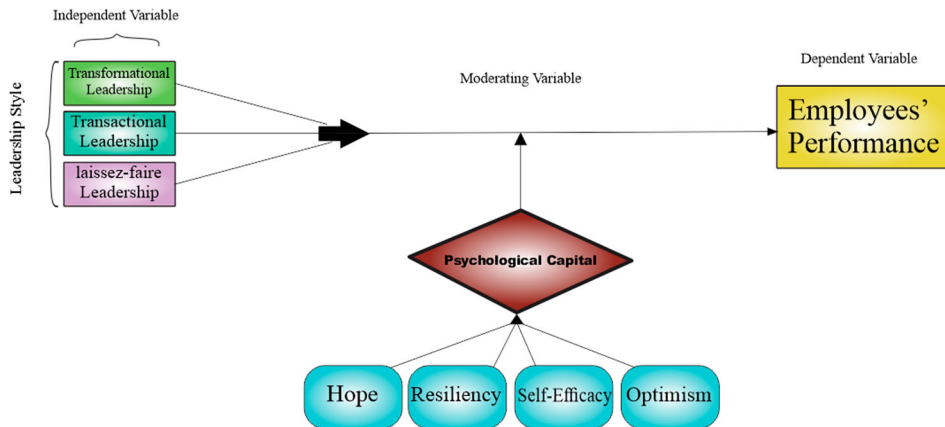 Independent Variable
Leadership Style
Transformational
Leadership
Transactional
Leadership
laissez-faire
Leadership
Moderating Variable
Dependent Variable
Employees’
Performance
Psychological Capital
Hope
Resiliency
Self-Efficacy
Optimism